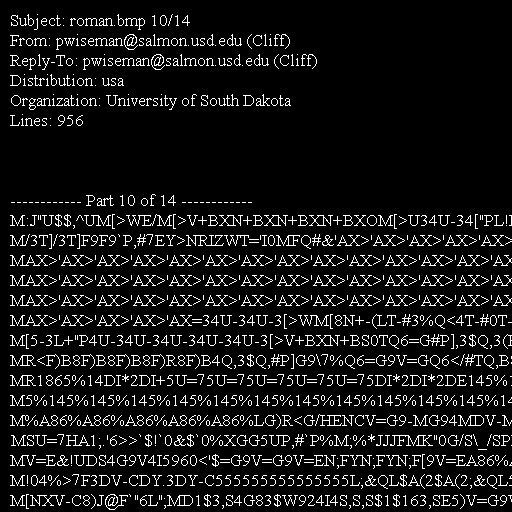 Subject: roman.bmp 10/14
From: pwiseman@salmon.usd.edu (Cliff)
Reply-To: pwiseman@salmon.usd.edu (Cliff)
Distribution: usa
Organization: University of South Dakota
Lines: 956
------------ Part 10 of 14 ------------
M:J"U$$,^UM[>WE/M[>V+BXN+BXN+BXN+BXOM[>U34U-34["PL!
M/3T]/3T]F9F9`P,#7EY>NRIZWT='I0MFQ#&'AX>'AX>'AX>'AX>'AX>
MAX>'AX>'AX>'AX>'AX>'AX>'AX>'AX>'AX>'AX>'AX>'AX>'AX>
MAX>'AX>'AX>'AX>'AX>'AX>'AX>'AX>'AX>'AX>'AX>'AX>'AX>
MAX>'AX>'AX>'AX>'AX>'AX>'AX>'AX>'AX>'AX>'AX>'AX>'AX>
MAX>'AX>'AX>'AX>'AX=34U-34U-3[>WM[8N+-(LT-#3%Q<4T-#0T-
M[5-3L+"P4U-34U-34U-34U-34U-3[>V+BXN+BS0TQ6=G#P],3$Q,3(
MR<F)B8F)B8F)B8F)R8F)B4Q,3$Q,#P]G9\7%Q6=G9V=GQ6</#TQ,B8
MR1865%14DI*2DI+5U=75U=75U=75U=75U=75DI*2DI*2DE145%1
M5%145%145%145%145%145%145%145%145%145%145%145%14
M%A86%A86%A86%A86%A86%LG)R<G/HENCV=G9-MG94MDV-M
MSU=7HA1;,'6>>`$!`0&$`0%XGG5UP,#`P%M;%*JJJFMK"0G/S\_/SP
MV=E&!UDS4G9V4I5960<'$=G9V=G9V=EN;FYN;FYN;F[9V=EA86%A
M!04%>7F3DV-CDY.3DY-C5555555555555L;&QL$A(2$A(2;&QL5
M[NXV-C8)J@F`"6L";MD1$3,S4G83$W924I4S,S,S$1$163,SE5)V=G9V